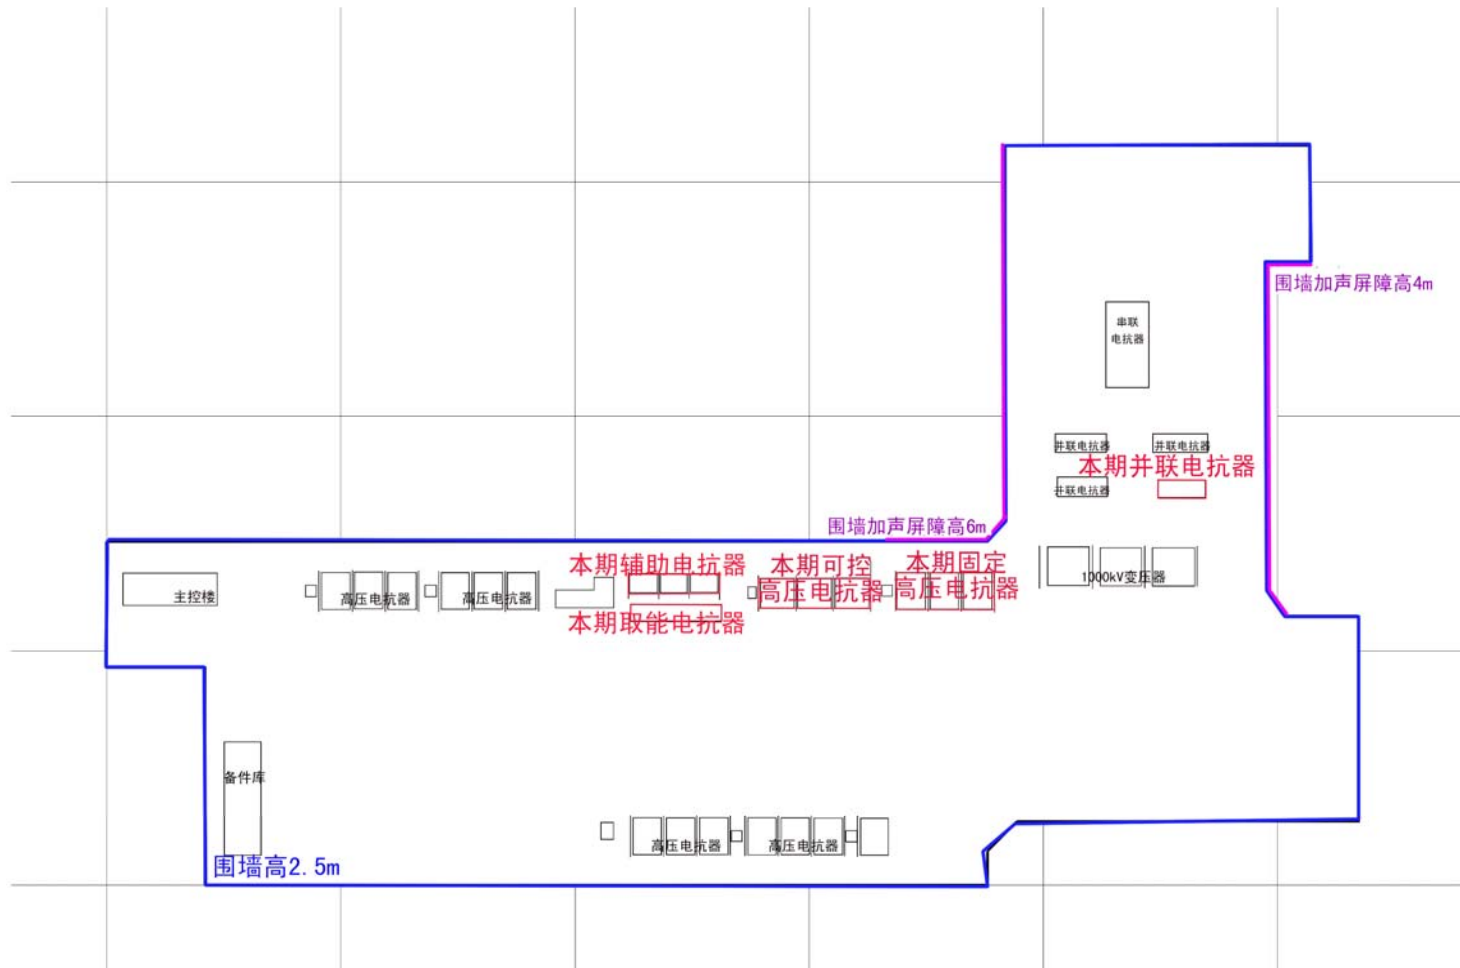 围墙加声屏障高4m
串联
电抗器
并联电抗器
并联电抗器
本期并联电抗器
并联电抗器
围墙加声屏障高6m
本期辅助电抗器
本期可控
高压电抗器
本期固定
高压电抗器
1000kV变压器
主控楼
高压电抗器
高压电抗器
本期取能电抗器
备件库
高压电抗器
高压电抗器
围墙高2.5m